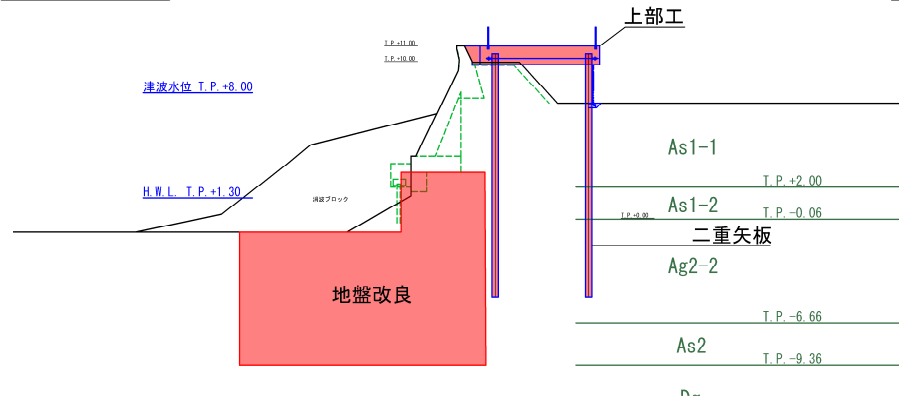 上部工
T.P.+11.00
T.P.+10.00
津波水位 T.P.+8.00
As1-1
T.P.+2.00
H.W.L. T.P.+1.30
消波ブロック
As1-2
T.P.-0.06
T.P.+0.00
二重矢板
Ag2-2
地盤改良
T.P.-6.66
As2
T.P.-9.36